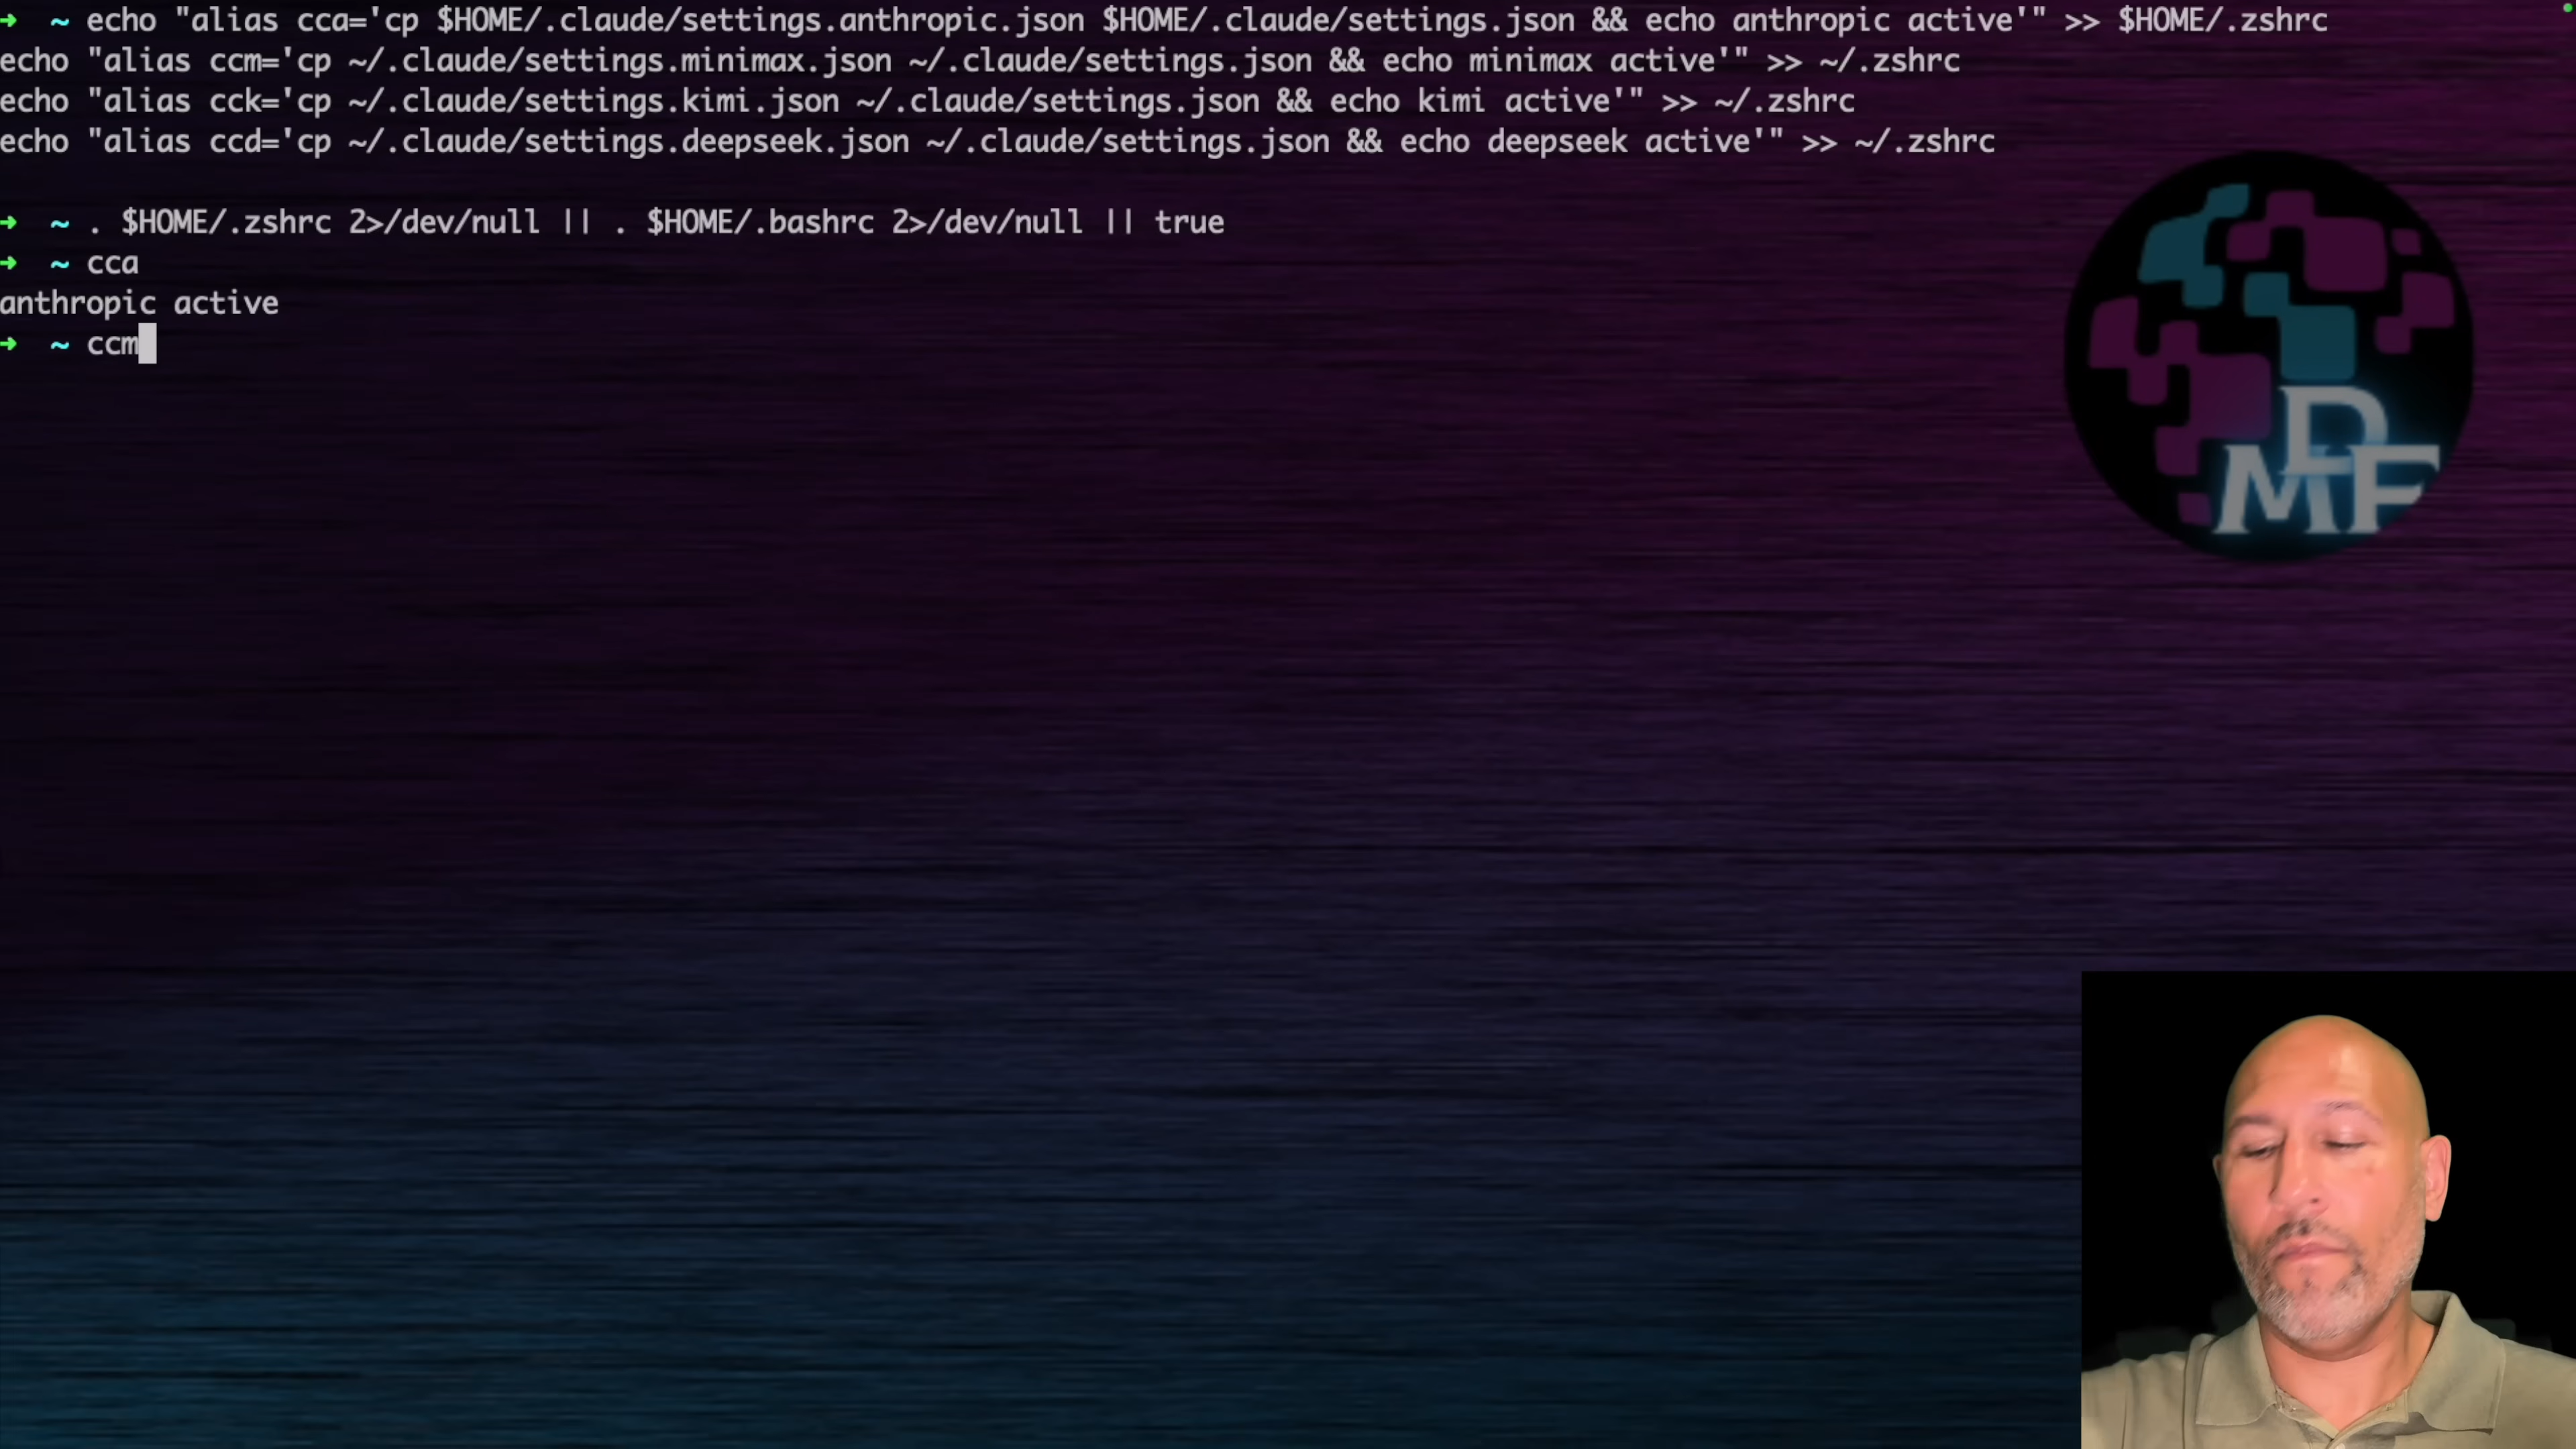 ➜  ~ echo "alias cca='cp $HOME/.claude/settings.anthropic.json $HOME/.claude/settings.json && echo anthropic active'" >> $HOME/.zshrc
echo "alias ccm='cp ~/.claude/settings.minimax.json ~/.claude/settings.json && echo minimax active'" >> ~/.zshrc
echo "alias cck='cp ~/.claude/settings.kimi.json ~/.claude/settings.json && echo kimi active'" >> ~/.zshrc
echo "alias ccd='cp ~/.claude/settings.deepseek.json ~/.claude/settings.json && echo deepseek active'" >> ~/.zshrc
➜  ~ . $HOME/.zshrc 2>/dev/null || . $HOME/.bashrc 2>/dev/null || true
➜  ~ cca
anthropic active
➜  ~ ccm
D
MF